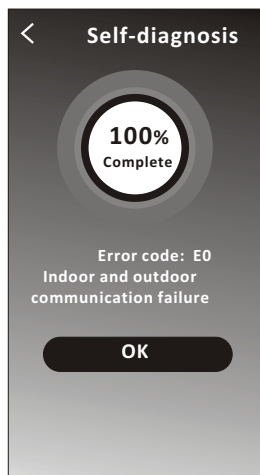 Self-diagnosis
100%
Complete
Error code: E0
Indoor and outdoor
communication failure
OK